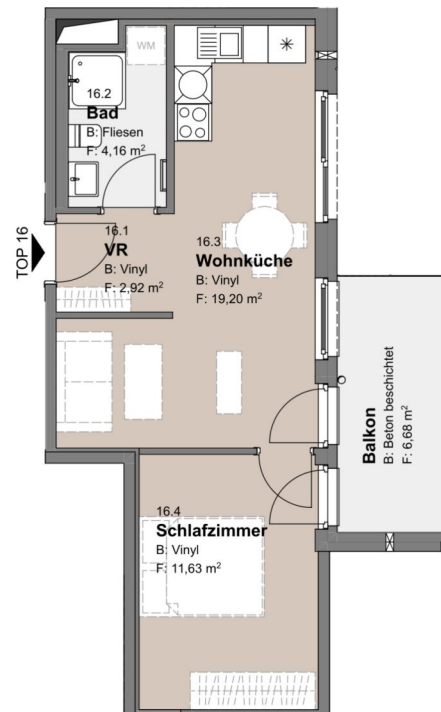 WM
16.2
Bad
B: Fliesen
F: 4,16 m²
TOP 16
16.1
VR
B: Vinyl
F: 2,92 m²
16.3
Wohnküche
B: Vinyl
F: 19,20 m²
Balkon
B: Beton beschichtet
F: 6,68 m²
16.4
Schlafzimmer
B: Vinyl
F: 11,63 m²